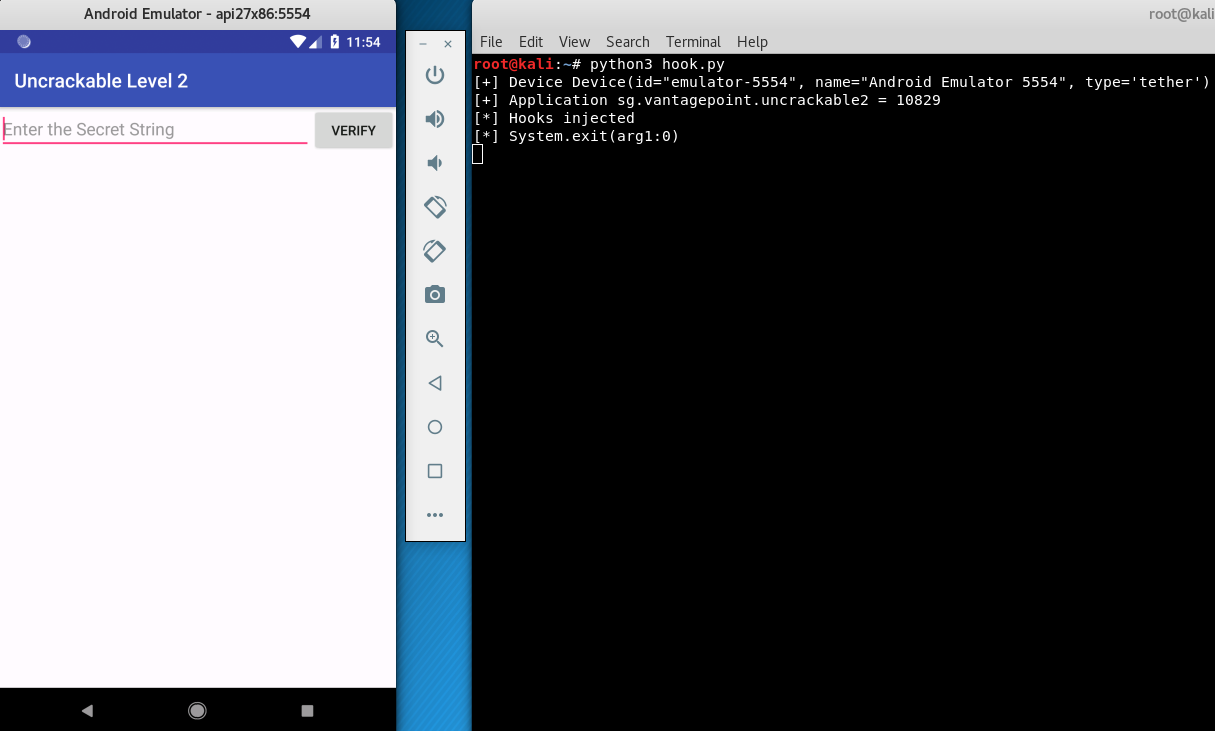 Android Emulator - api27x86:5554
11:54
Uncrackable Level 2
Enter the Secret String
VERIFY
root@kali
File Edit View Search Terminal Help
root@kali:~# python3 hook.py
[+] Device Device(id="emulator-5554", name="Android Emulator 5554", type='tether')
[+] Application sg.vantagepoint.uncrackable2 = 10829
[*] Hooks injected
[*] System.exit(arg1:0)